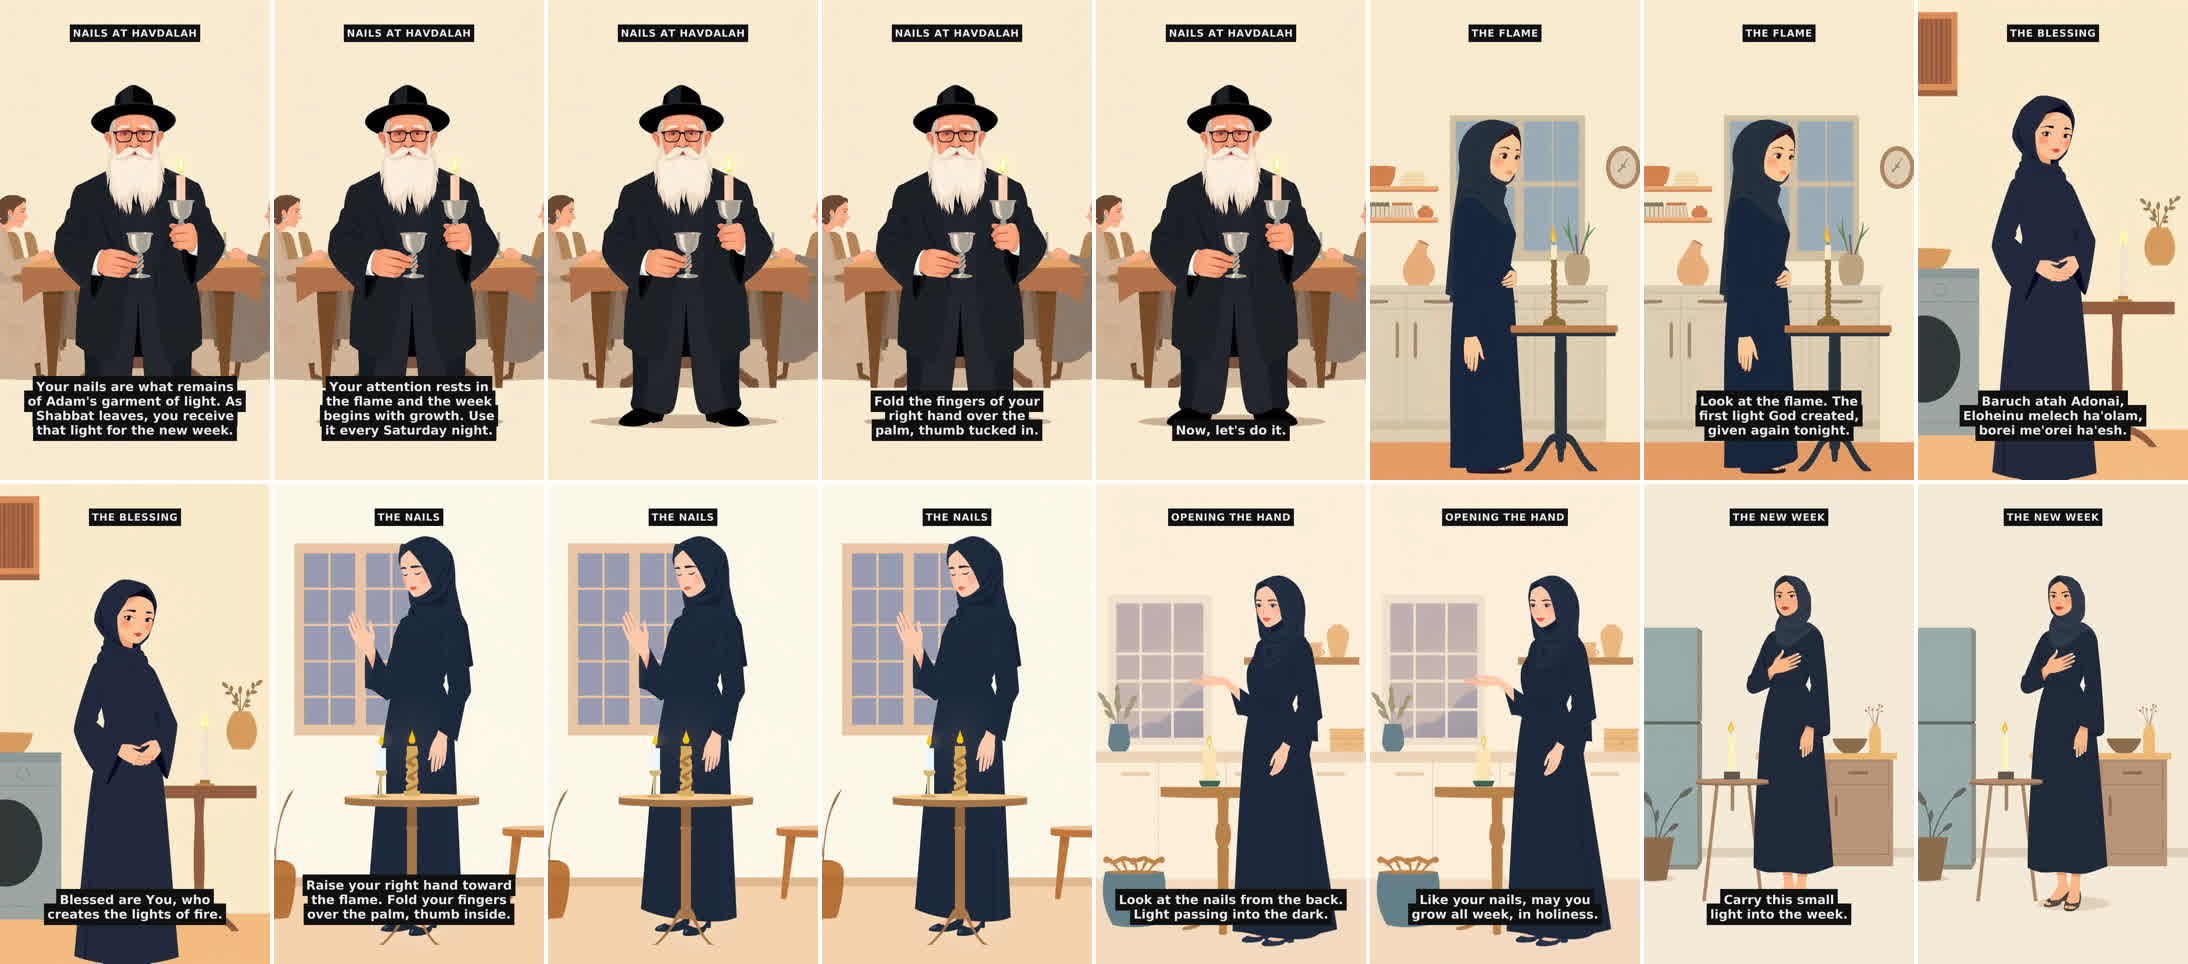 NAILS AT HAVDALAH
Your nails are what remains
of Adam's garment of light. As
Shabbat leaves, you receive
that light for the new week.
NAILS AT HAVDALAH
Your attention rests in
the flame and the week
begins with growth. Use
it every Saturday night.
NAILS AT HAVDALAH
NAILS AT HAVDALAH
Fold the fingers of your
right hand over the
palm, thumb tucked in.
NAILS AT HAVDALAH
Now, let's do it.
THE FLAME
THE FLAME
Look at the flame. The
first light God created,
given again tonight.
THE BLESSING
Baruch atah Adonai,
Eloheinu melech ha'olam,
borei me'orei ha'esh.
THE BLESSING
Blessed are You, who
creates the lights of fire.
THE NAILS
Raise your right hand toward
the flame. Fold your fingers
over the palm, thumb inside.
THE NAILS
THE NAILS
OPENING THE HAND
Look at the nails from the back.
Light passing into the dark.
OPENING THE HAND
Like your nails, may you
grow all week, in holiness.
THE NEW WEEK
Carry this small
light into the week.
THE NEW WEEK